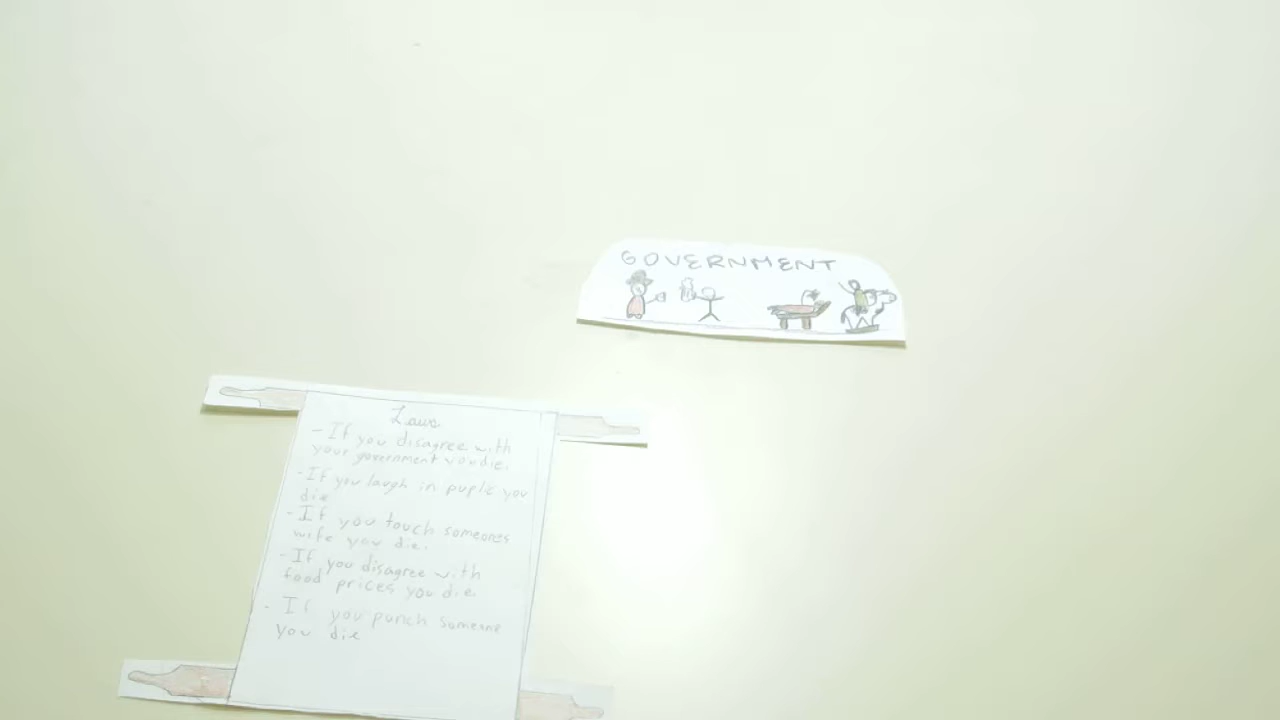 GOVERNMENT
Laws
- If you disagree with
your government you die.
- If you laugh in puplic you
die
- If you touch someones
wife you die.
- If you disagree with
food prices you die.
- If you punch someone
you die